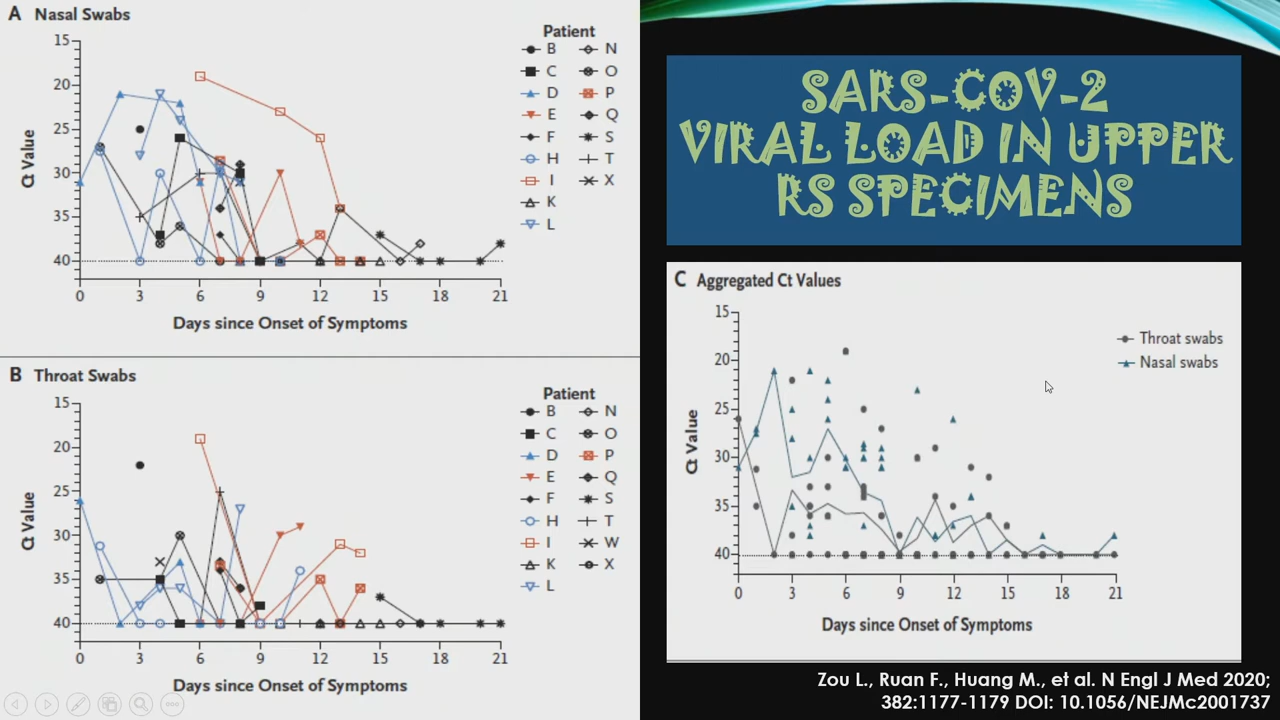 A Nasal Swabs
15
20
25
30
35
40
Ct Value
0 3 6 9 12 15 18 21
Days since Onset of Symptoms
Patient
B N
C O
D P
E Q
F S
H T
I X
K
L
B Throat Swabs
15
20
25
30
35
40
Ct Value
0 3 6 9 12 15 18 21
Days since Onset of Symptoms
Patient
B N
C O
D P
E Q
F S
H T
I W
K X
L
SARS-COV-2
VIRAL LOAD IN UPPER
RS SPECIMENS
C Aggregated Ct Values
15
20
25
30
35
40
Ct Value
0 3 6 9 12 15 18 21
Days since Onset of Symptoms
Throat swabs
Nasal swabs
Zou L., Ruan F., Huang M., et al. N Engl J Med 2020;
382:1177-1179 DOI: 10.1056/NEJMc2001737